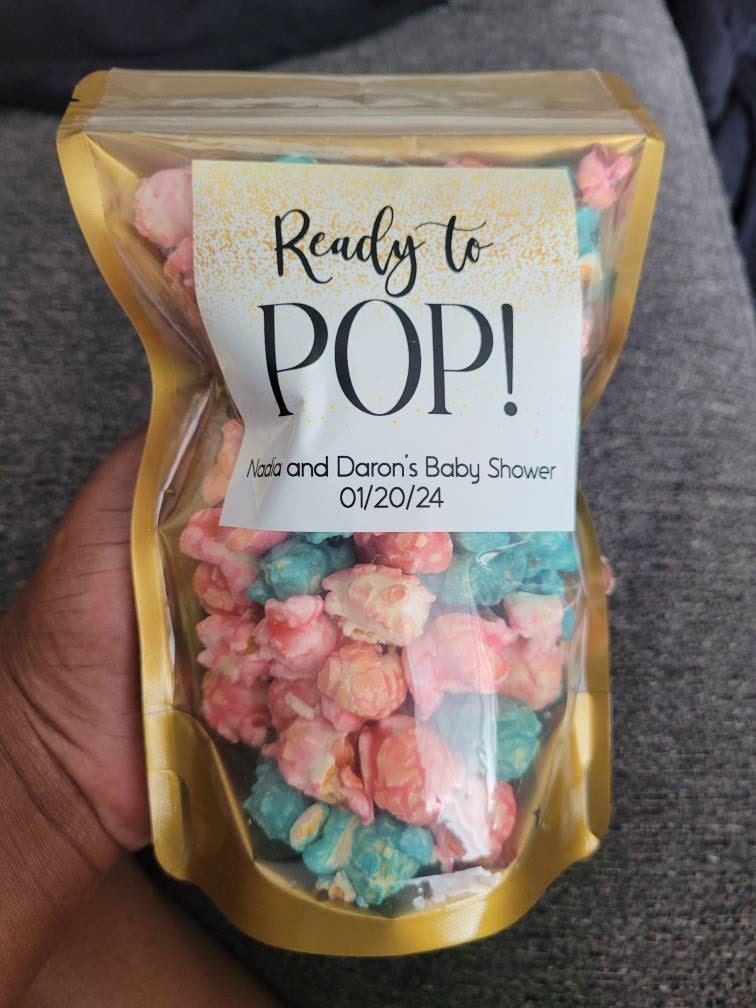 Ready to
POP!
Nadia and Daron's Baby Shower
01/20/24